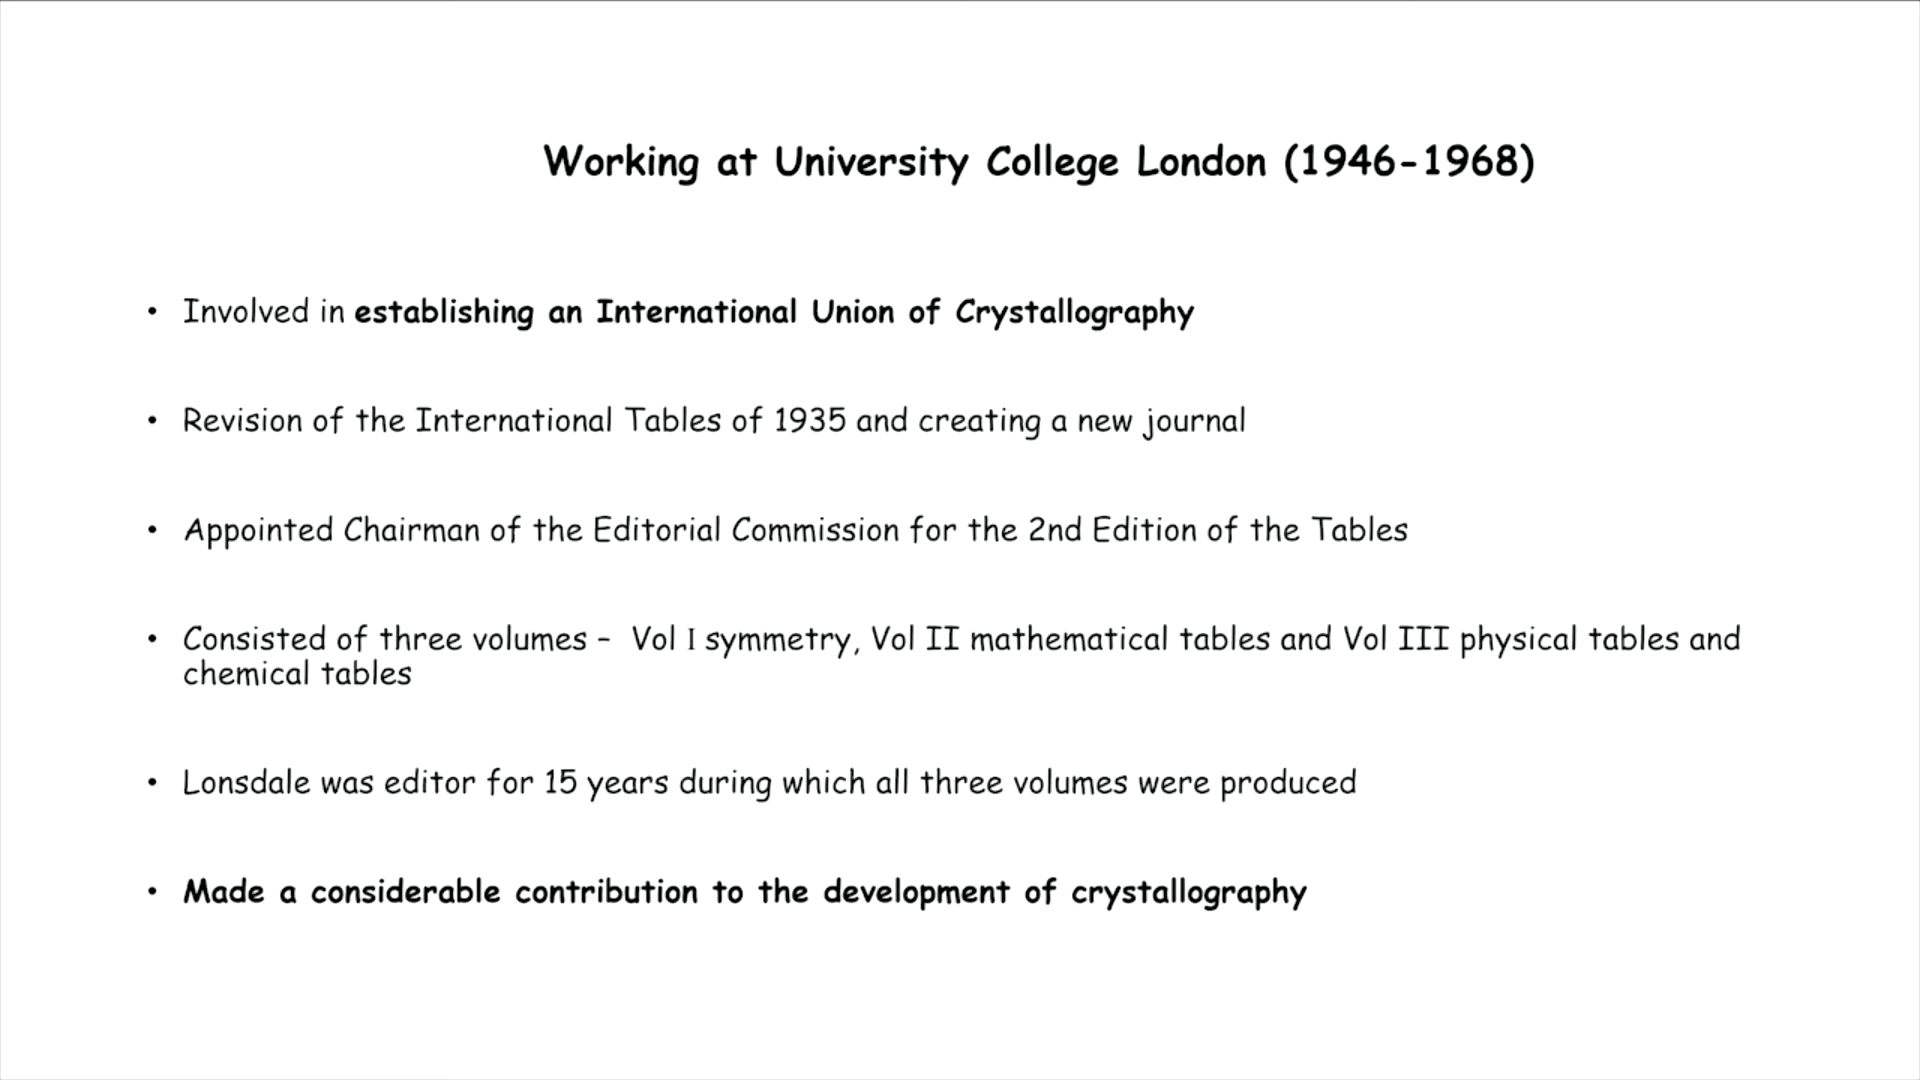 Working at University College London (1946-1968)
• Involved in establishing an International Union of Crystallography
• Revision of the International Tables of 1935 and creating a new journal
• Appointed Chairman of the Editorial Commission for the 2nd Edition of the Tables
• Consisted of three volumes – Vol I symmetry, Vol II mathematical tables and Vol III physical tables and
chemical tables
• Lonsdale was editor for 15 years during which all three volumes were produced
• Made a considerable contribution to the development of crystallography